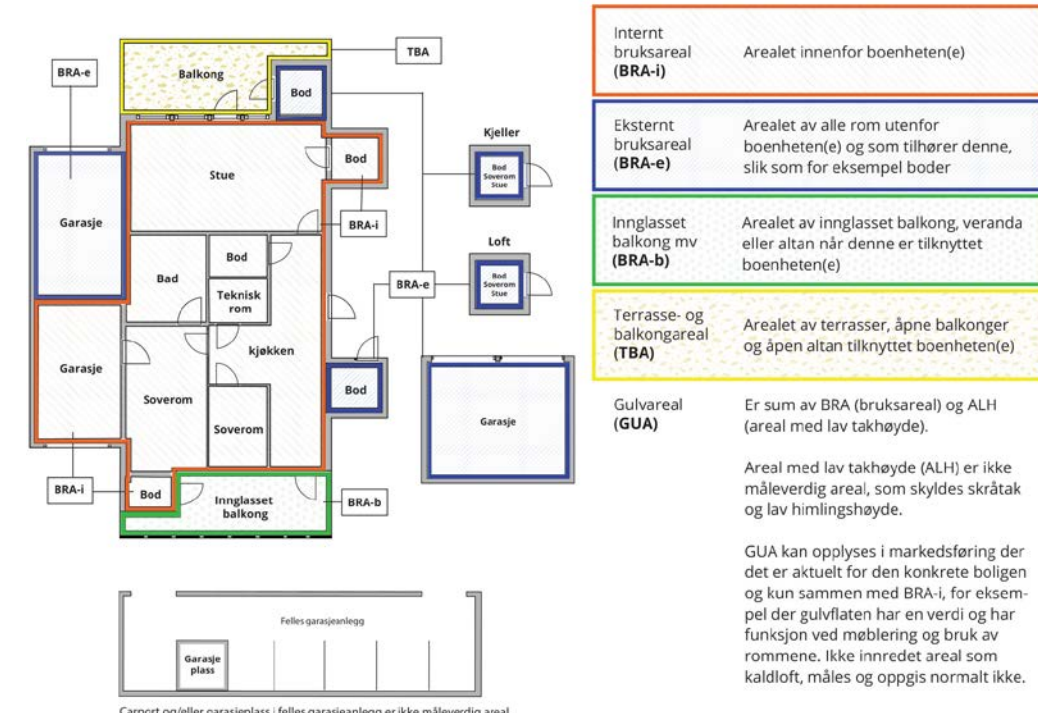 TBA
BRA-e
Balkong
Bod
Kjeller
Bod
Soverom
Stue
Bod
Stue
Garasje
BRA-i
Loft
Bod
Bad
BRA-e
Bod
Soverom
Stue
Teknisk
rom
kjøkken
Garasje
Soverom
Bod
Garasje
Soverom
BRA-i
Bod
Innglasset
balkong
BRA-b
Felles garasjeanlegg
Garasje
plass
Carport og/eller garasjeplass i felles garasjeanlegg er ikke måleverdig areal
Internt
bruksareal
(BRA-i)
Arealet innenfor boenheten(e)
Eksternt
bruksareal
(BRA-e)
Arealet av alle rom utenfor
boenheten(e) og som tilhører denne,
slik som for eksempel boder
Innglasset
balkong mv
(BRA-b)
Arealet av innglasset balkong, veranda
eller altan når denne er tilknyttet
boenheten(e)
Terrasse- og
balkongareal
(TBA)
Arealet av terrasser, åpne balkonger
og åpen altan tilknyttet boenheten(e)
Gulvareal
(GUA)
Er sum av BRA (bruksareal) og ALH
(areal med lav takhøyde).
Areal med lav takhøyde (ALH) er ikke
måleverdig areal, som skyldes skråtak
og lav himlingshøyde.
GUA kan opplyses i markedsføring der
det er aktuelt for den konkrete boligen
og kun sammen med BRA-i, for eksem-
pel der gulvflaten har en verdi og har
funksjon ved møblering og bruk av
rommene. Ikke innredet areal som
kaldloft, måles og oppgis normalt ikke.